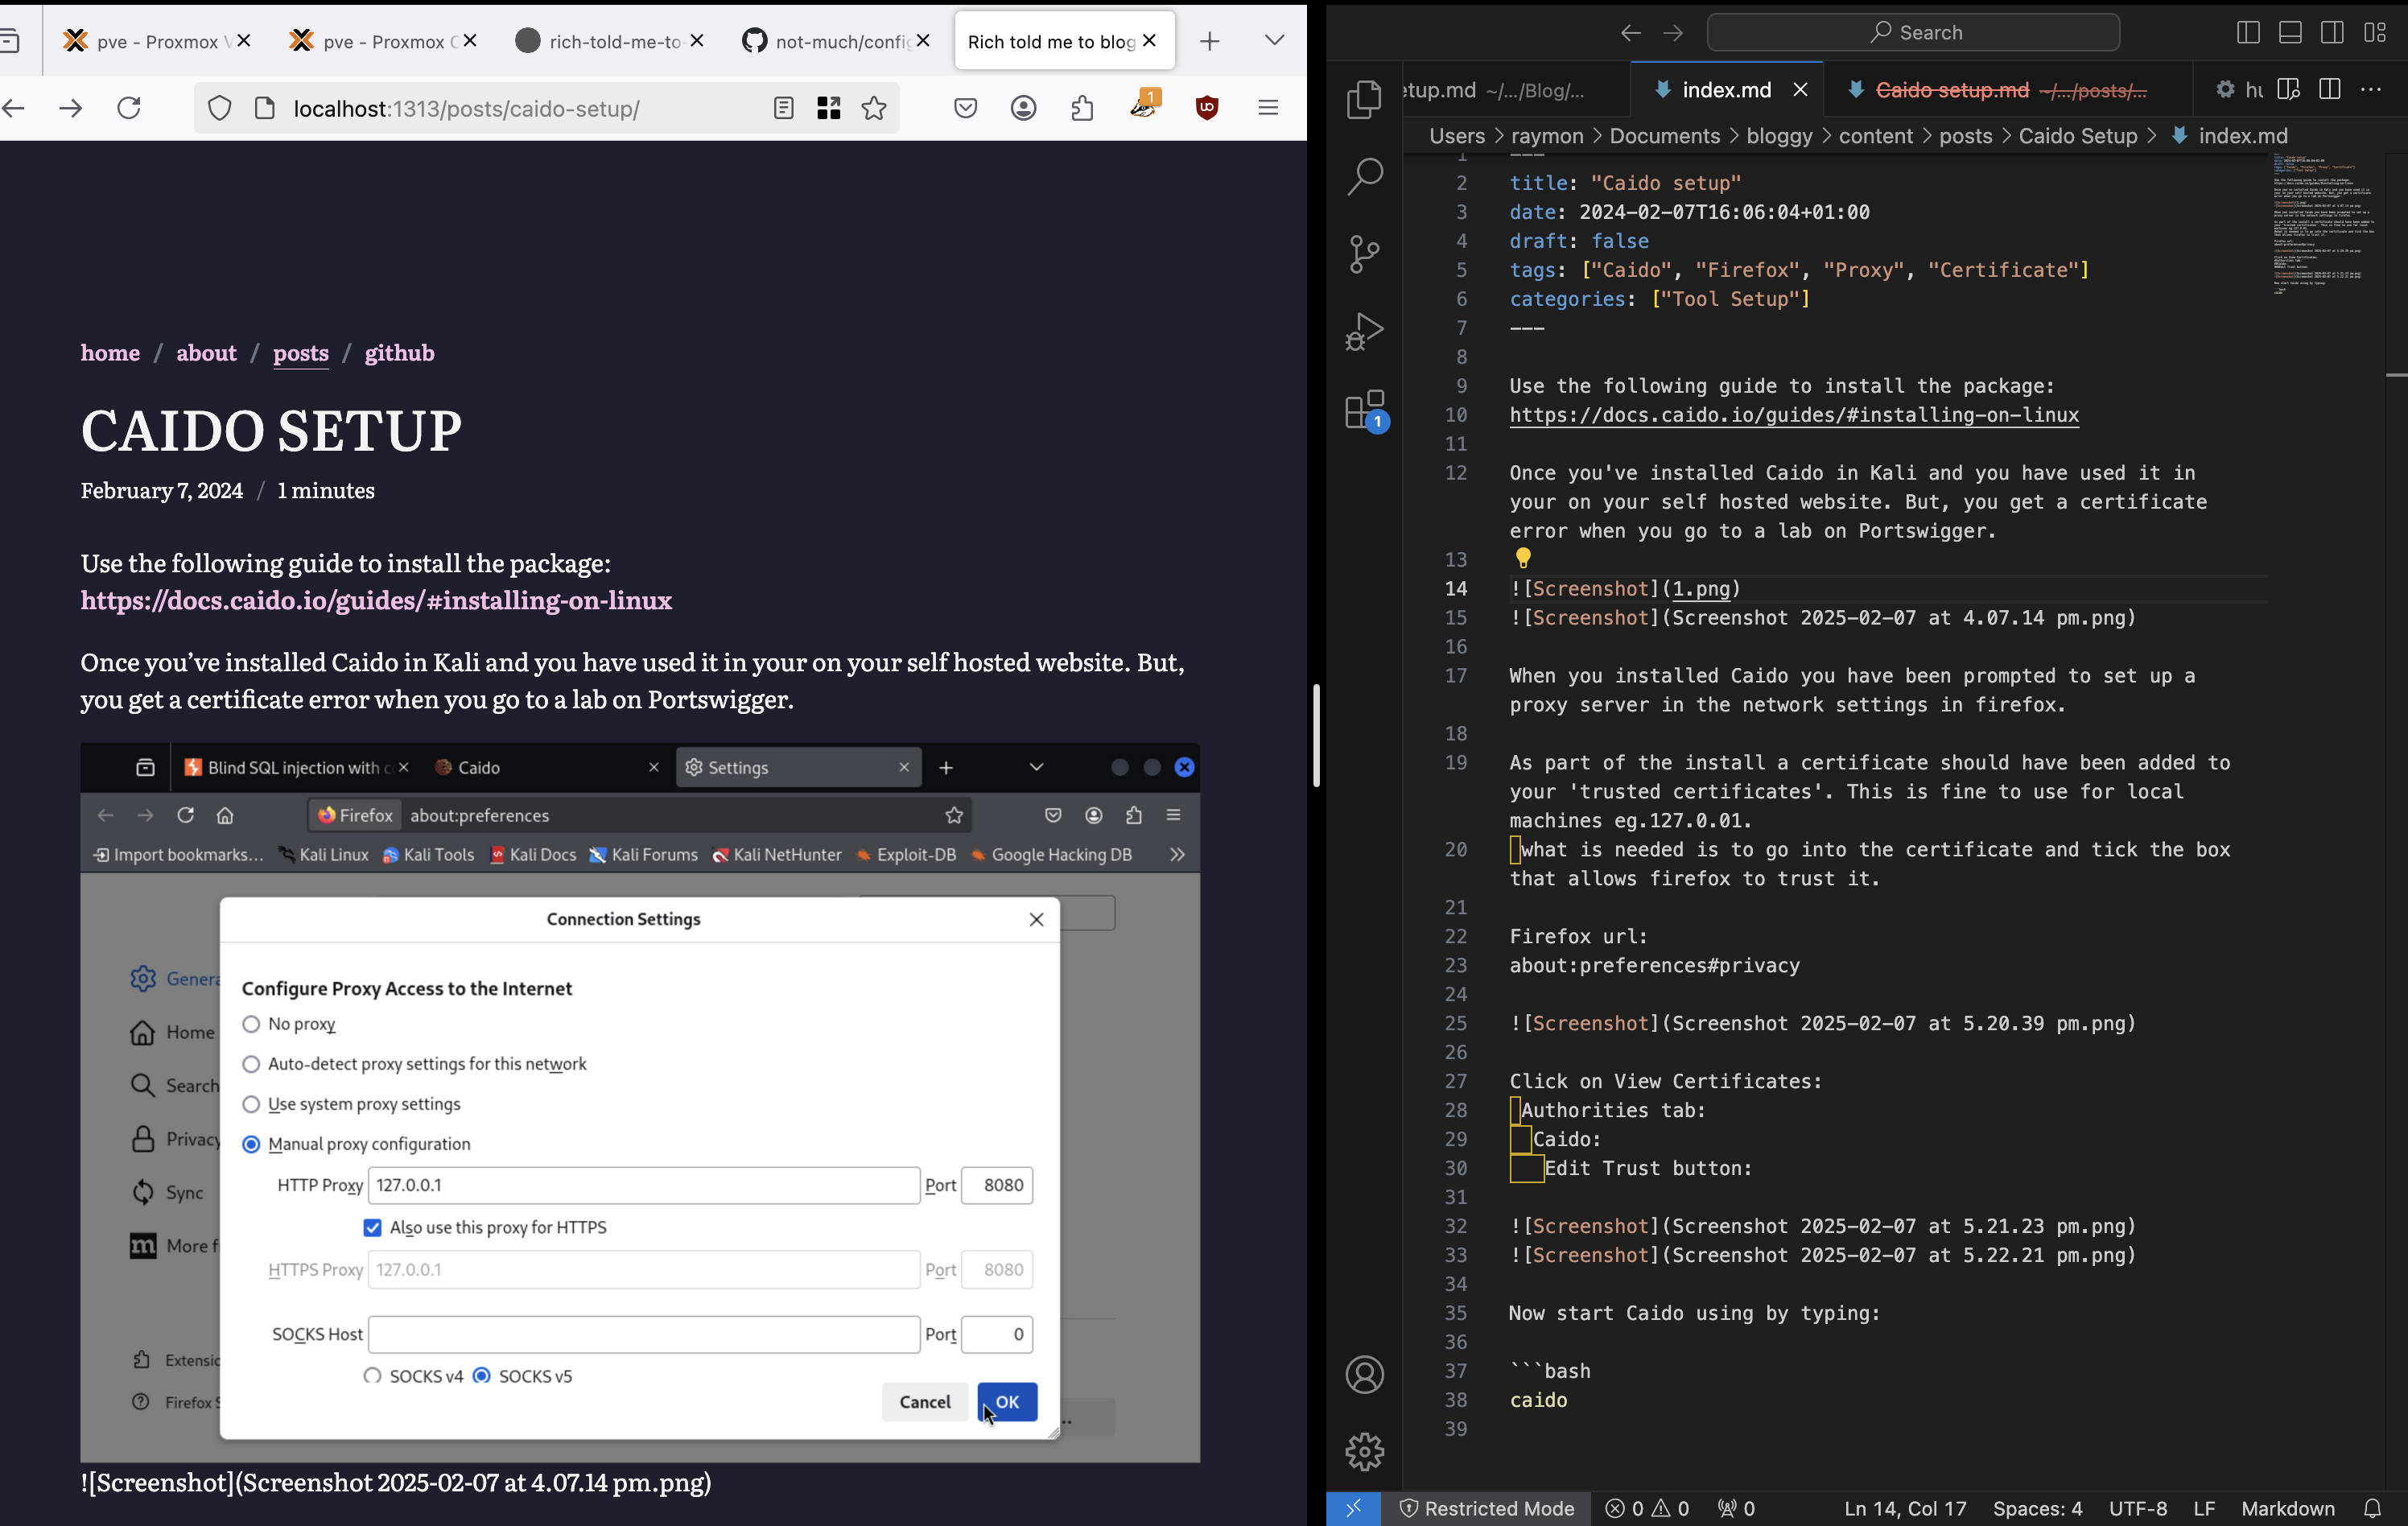 pve - Proxmox V
pve - Proxmox C
rich-told-me-to-
not-much/config
Rich told me to blog
localhost:1313/posts/caido-setup/
1
home / about / posts / github
CAIDO SETUP
February 7, 2024 / 1 minutes
Use the following guide to install the package:
https://docs.caido.io/guides/#installing-on-linux
Once you’ve installed Caido in Kali and you have used it in your on your self hosted website. But,
you get a certificate error when you go to a lab on Portswigger.
Blind SQL injection with c
Caido
Settings
Firefox about:preferences
Import bookmarks... Kali Linux Kali Tools Kali Docs Kali Forums Kali NetHunter Exploit-DB Google Hacking DB
Genera
Home
Search
Privacy
Sync
More f
Extensio
Firefox S
Connection Settings
Configure Proxy Access to the Internet
No proxy
Auto-detect proxy settings for this network
Use system proxy settings
Manual proxy configuration
HTTP Proxy 127.0.0.1 Port 8080
Also use this proxy for HTTPS
HTTPS Proxy 127.0.0.1 Port 8080
SOCKS Host Port 0
SOCKS v4 SOCKS v5
Cancel OK
![Screenshot](Screenshot 2025-02-07 at 4.07.14 pm.png)
Search
etup.md ~/.../Blog/...
index.md
Caido setup.md ~/.../posts/...
Users > raymon > Documents > bloggy > content > posts > Caido Setup > index.md
1
1 ---
2 title: "Caido setup"
3 date: 2024-02-07T16:06:04+01:00
4 draft: false
5 tags: ["Caido", "Firefox", "Proxy", "Certificate"]
6 categories: ["Tool Setup"]
7 ---
8
9 Use the following guide to install the package:
10 https://docs.caido.io/guides/#installing-on-linux
11
12 Once you've installed Caido in Kali and you have used it in
your on your self hosted website. But, you get a certificate
error when you go to a lab on Portswigger.
13
14 ![Screenshot](1.png)
15 ![Screenshot](Screenshot 2025-02-07 at 4.07.14 pm.png)
16
17 When you installed Caido you have been prompted to set up a
proxy server in the network settings in firefox.
18
19 As part of the install a certificate should have been added to
your 'trusted certificates'. This is fine to use for local
machines eg.127.0.01.
20 what is needed is to go into the certificate and tick the box
that allows firefox to trust it.
21
22 Firefox url:
23 about:preferences#privacy
24
25 ![Screenshot](Screenshot 2025-02-07 at 5.20.39 pm.png)
26
27 Click on View Certificates:
28 Authorities tab:
29 Caido:
30 Edit Trust button:
31
32 ![Screenshot](Screenshot 2025-02-07 at 5.21.23 pm.png)
33 ![Screenshot](Screenshot 2025-02-07 at 5.22.21 pm.png)
34
35 Now start Caido using by typing:
36
37 ```bash
38 caido
39
Restricted Mode 0 0 0 Ln 14, Col 17 Spaces: 4 UTF-8 LF Markdown